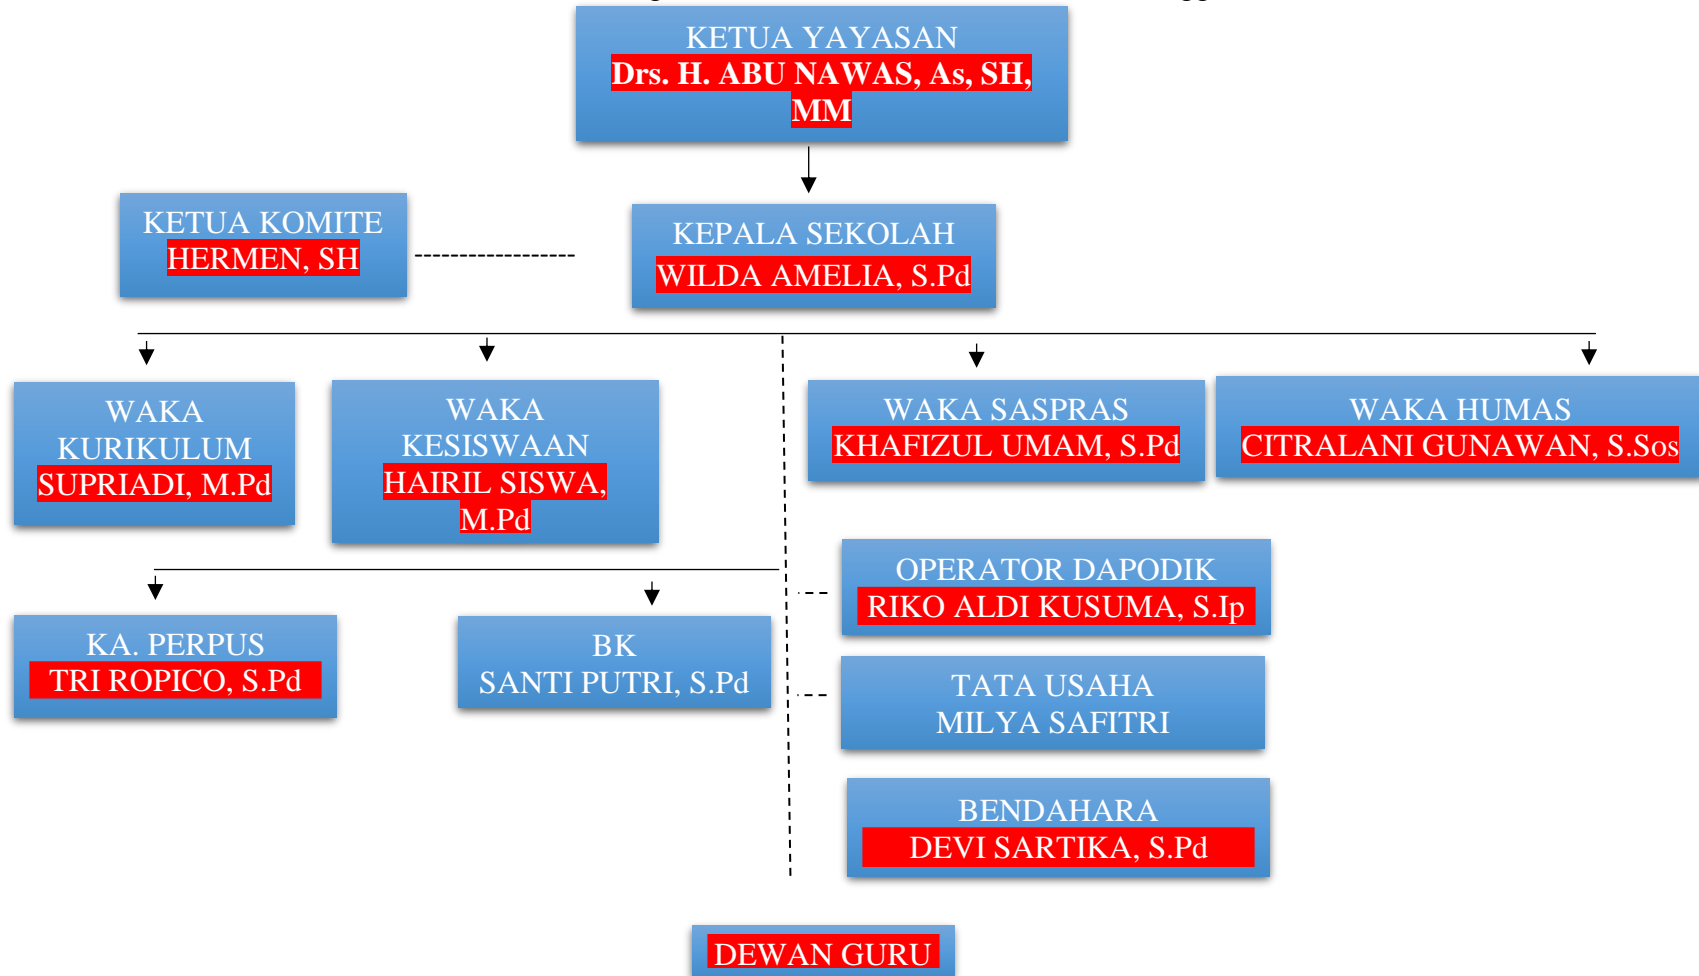 KETUA YAYASAN
Drs. H. ABU NAWAS, As, SH,
MM
KETUA KOMITE
HERMEN, SH
KEPALA SEKOLAH
WILDA AMELIA, S.Pd
WAKA
KURIKULUM
SUPRIADI, M.Pd
WAKA
KESISWAAN
HAIRIL SISWA,
M.Pd
WAKA SASPRAS
KHAFIZUL UMAM, S.Pd
WAKA HUMAS
CITRALANI GUNAWAN, S.Sos
OPERATOR DAPODIK
RIKO ALDI KUSUMA, S.Ip
KA. PERPUS
TRI ROPICO, S.Pd
BK
SANTI PUTRI, S.Pd
TATA USAHA
MILYA SAFITRI
BENDAHARA
DEVI SARTIKA, S.Pd
DEWAN GURU